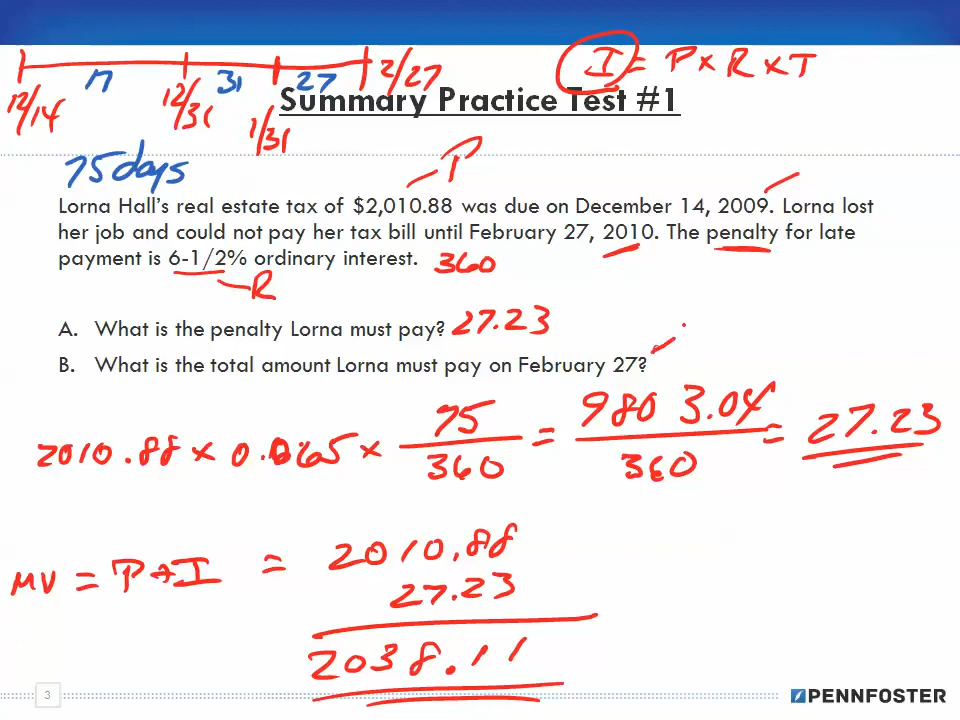 I = P × R × T
17 31 27
12/14 12/31 1/31 2/27
Summary Practice Test #1
75 days
P
Lorna Hall's real estate tax of $2,010.88 was due on December 14, 2009. Lorna lost
her job and could not pay her tax bill until February 27, 2010. The penalty for late
payment is 6-1/2% ordinary interest. 360
R
A. What is the penalty Lorna must pay? 27.23
B. What is the total amount Lorna must pay on February 27?
2010.88 × 0.065 × 75/360 = 9803.04/360 = 27.23
MV = P + I = 2010.88
27.23
2038.11
3
PENNFOSTER